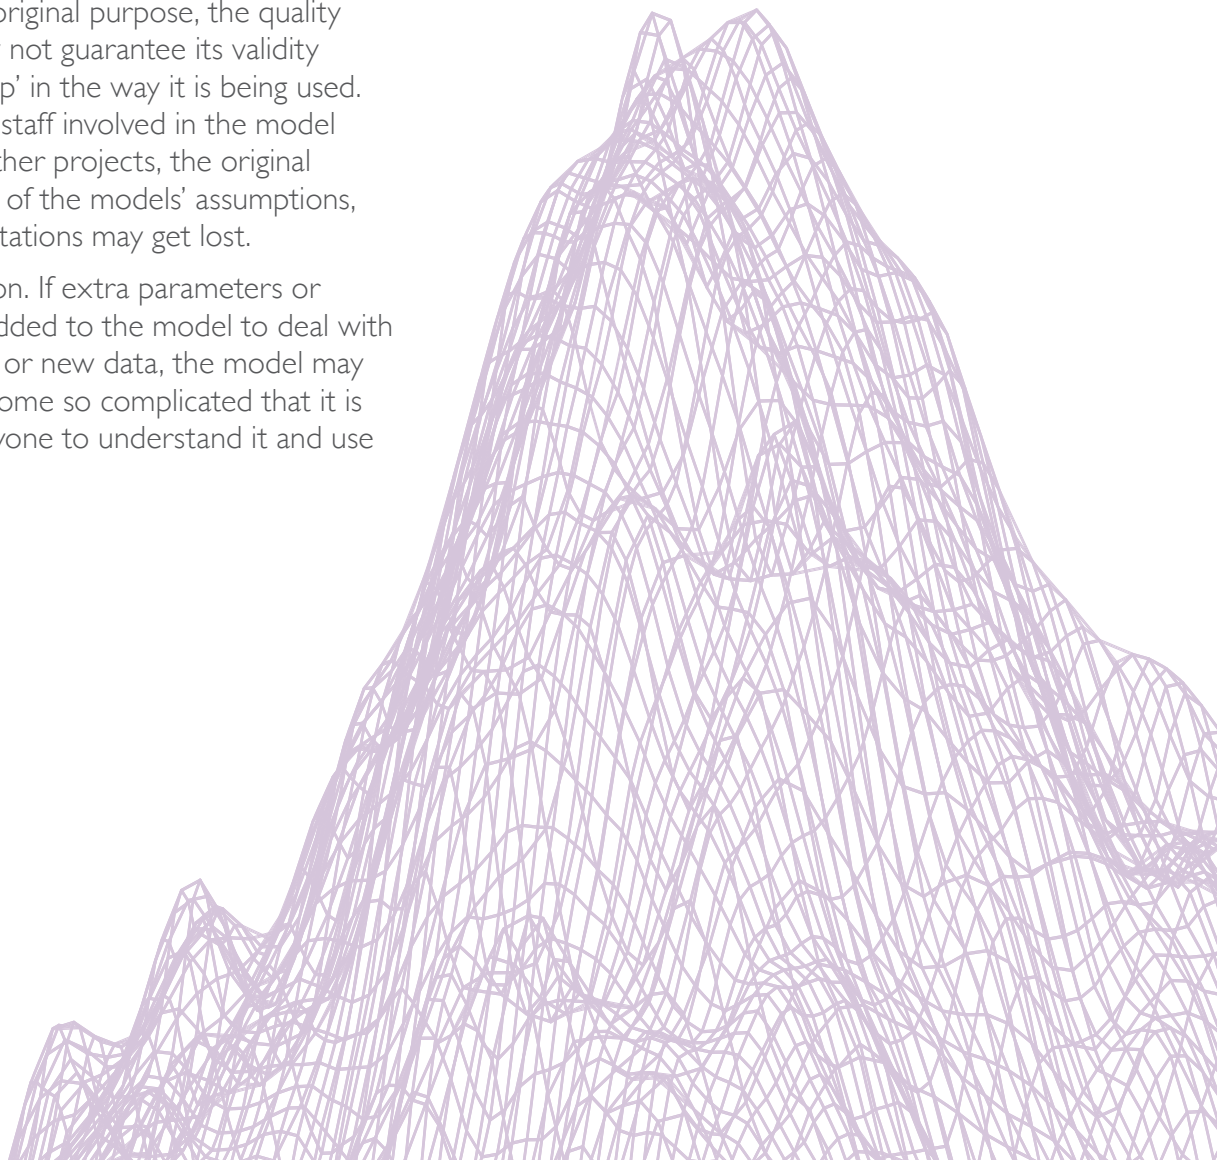 original purpose, the quality
not guarantee its validity
p’ in the way it is being used.
staff involved in the model
ther projects, the original
of the models’ assumptions,
tations may get lost.
on. If extra parameters or
dded to the model to deal with
or new data, the model may
ome so complicated that it is
yone to understand it and use